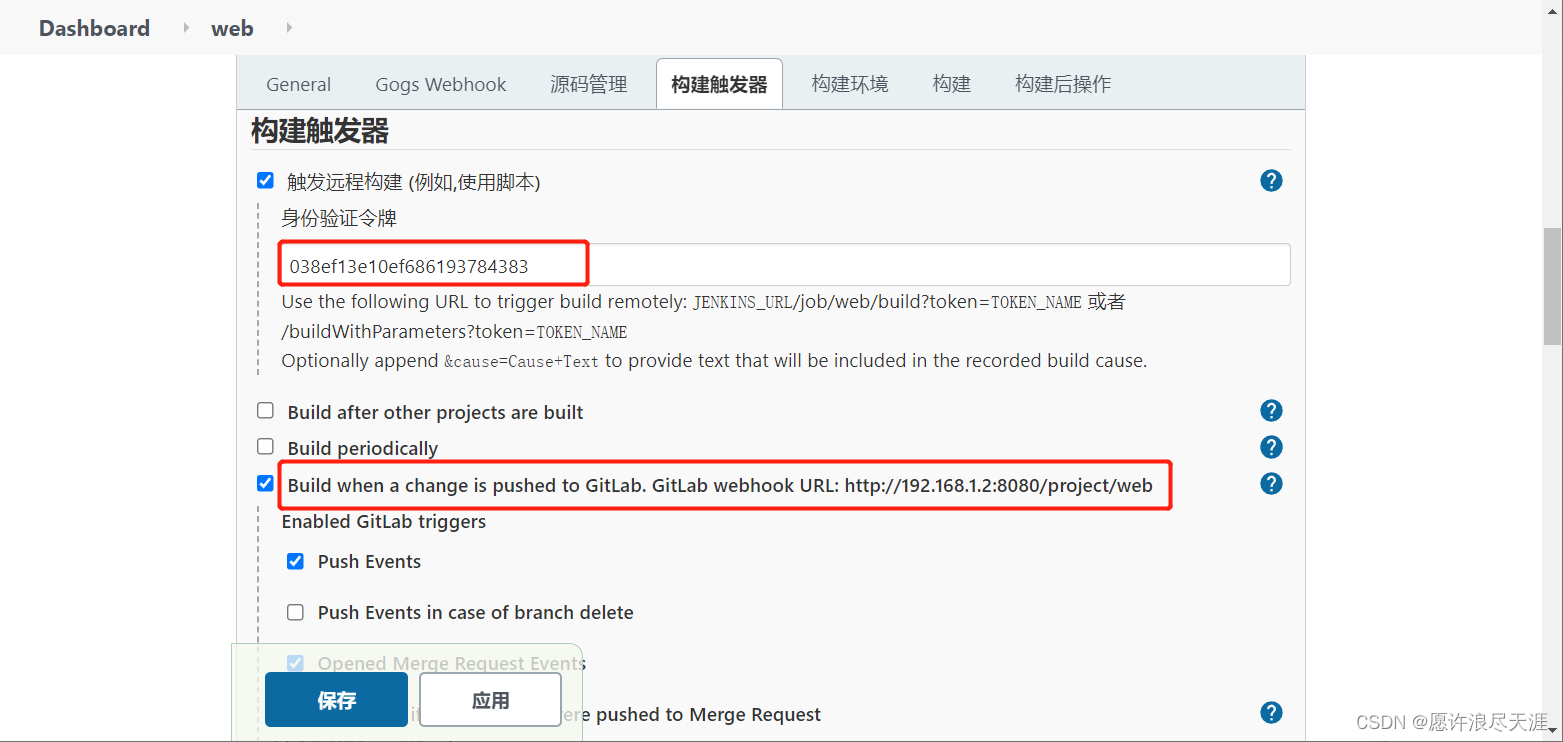 Dashboard web
General Gogs Webhook 源码管理 构建触发器 构建环境 构建 构建后操作
构建触发器
触发远程构建 (例如,使用脚本)
身份验证令牌
038ef13e10ef686193784383
Use the following URL to trigger build remotely: JENKINS_URL/job/web/build?token=TOKEN_NAME 或者
/buildWithParameters?token=TOKEN_NAME
Optionally append &cause=Cause+Text to provide text that will be included in the recorded build cause.
Build after other projects are built
Build periodically
Build when a change is pushed to GitLab. GitLab webhook URL: http://192.168.1.2:8080/project/web
Enabled GitLab triggers
Push Events
Push Events in case of branch delete
Opened Merge Request Events
保存 应用
pushed to Merge Request
CSDN @愿许浪尽天涯